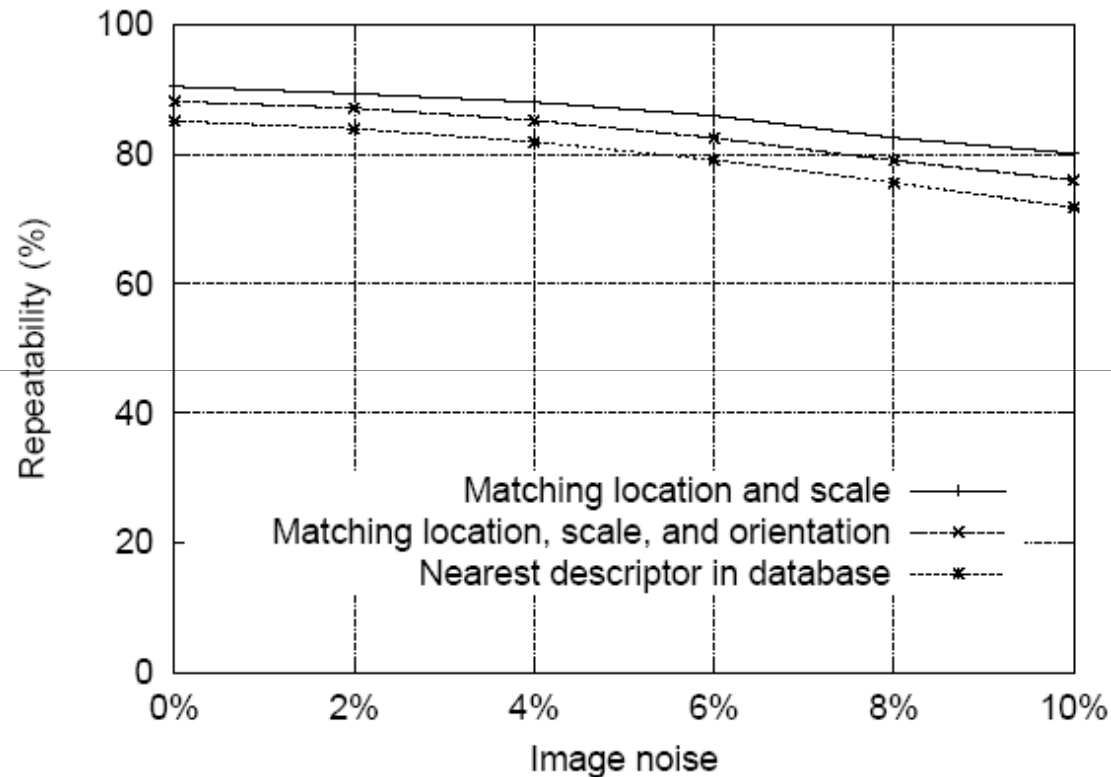 100
80
60
40
20
0
Repeatability (%)
Matching location and scale
Matching location, scale, and orientation
Nearest descriptor in database
0% 2% 4% 6% 8% 10%
Image noise